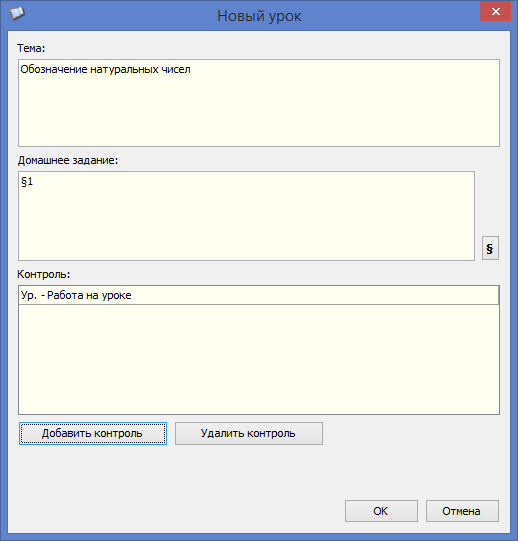 Новый урок
Тема:
Обозначение натуральных чисел
Домашнее задание:
§1
§
Контроль:
Ур. - Работа на уроке
Добавить контроль
Удалить контроль
OK
Отмена